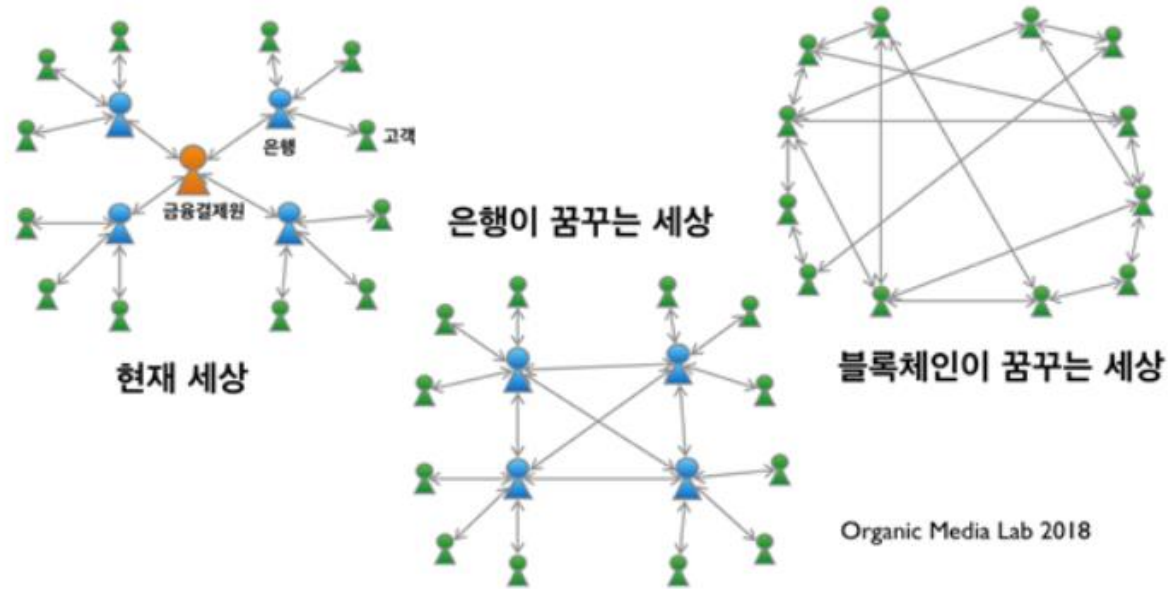 고객
은행
금융결제원
현재 세상
은행이 꿈꾸는 세상
블록체인이 꿈꾸는 세상
Organic Media Lab 2018